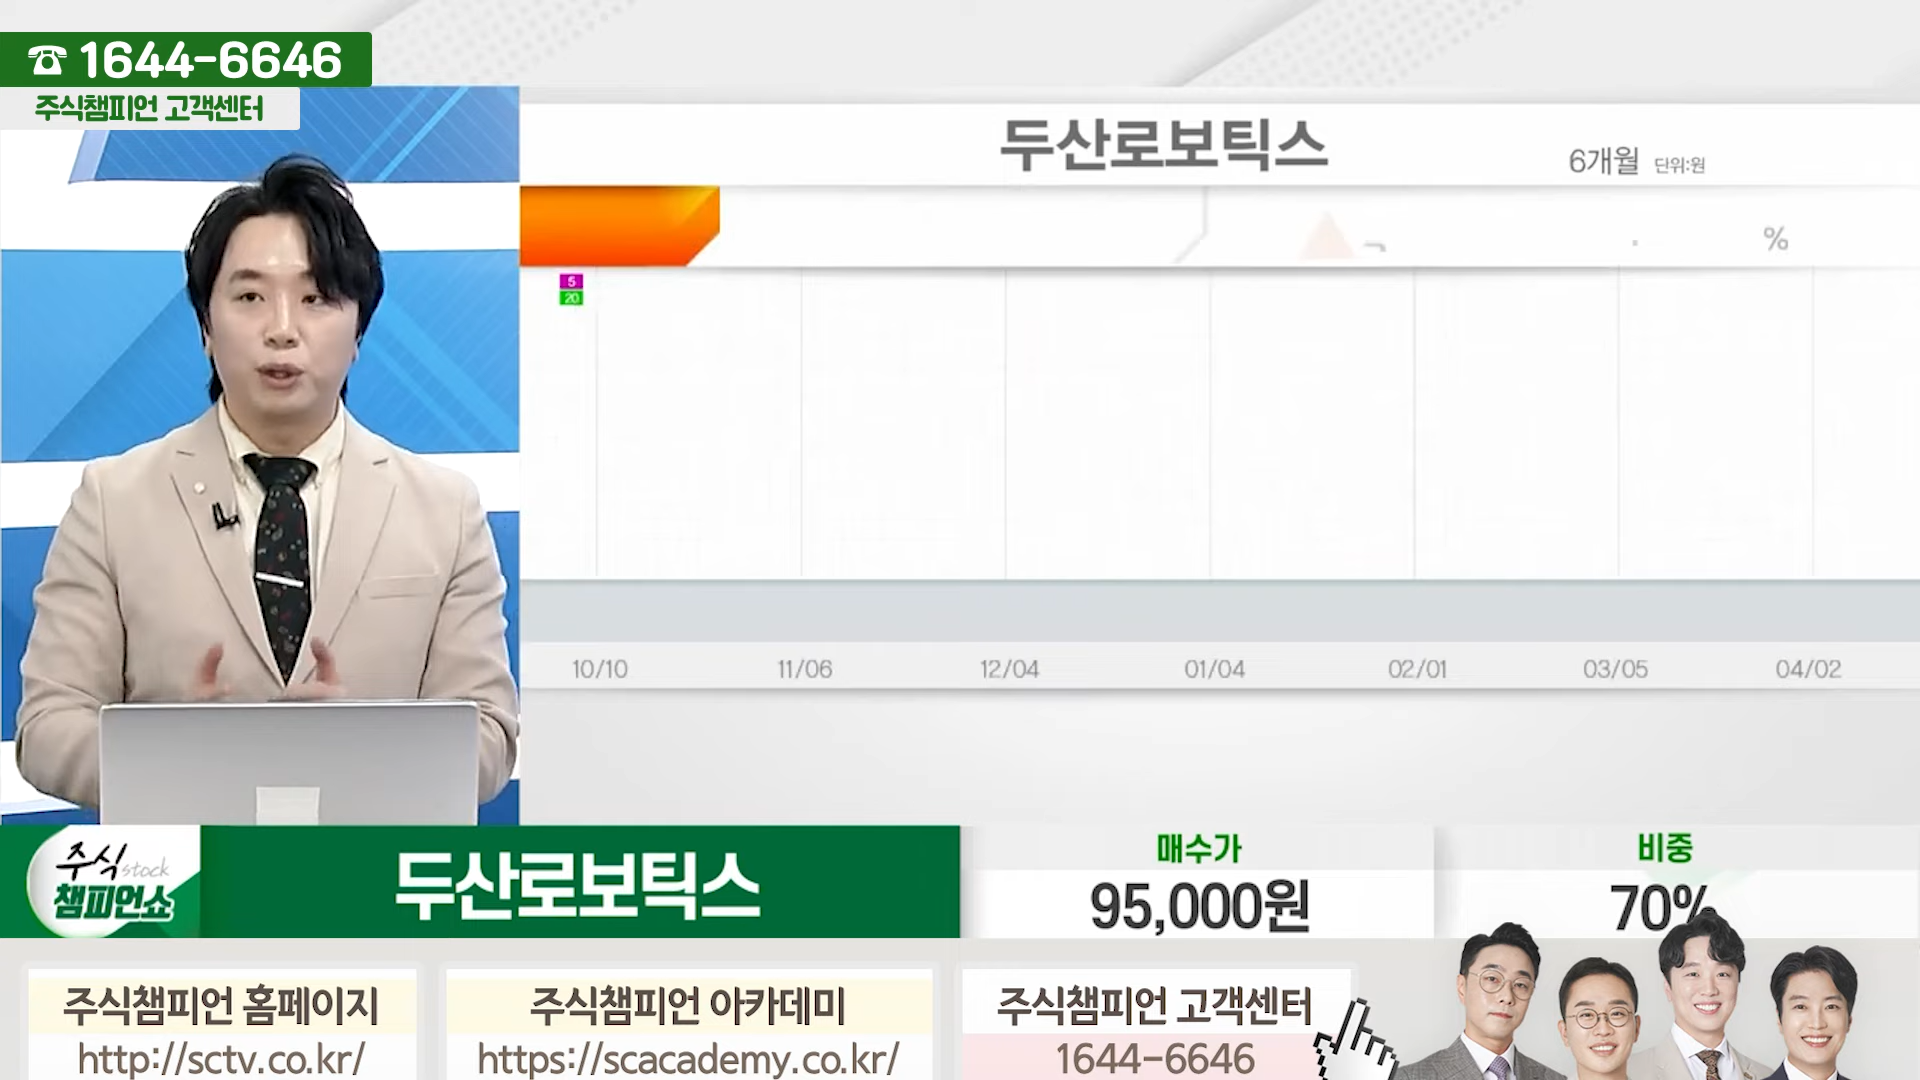 ☎ 1644-6646
주식챔피언 고객센터
두산로보틱스
6개월 단위:원
%
5
20
10/10 11/06 12/04 01/04 02/01 03/05 04/02
주식 stock
챔피언쇼
두산로보틱스
매수가
95,000원
비중
70%
주식챔피언 홈페이지
http://sctv.co.kr/
주식챔피언 아카데미
https://scacademy.co.kr/
주식챔피언 고객센터
1644-6646